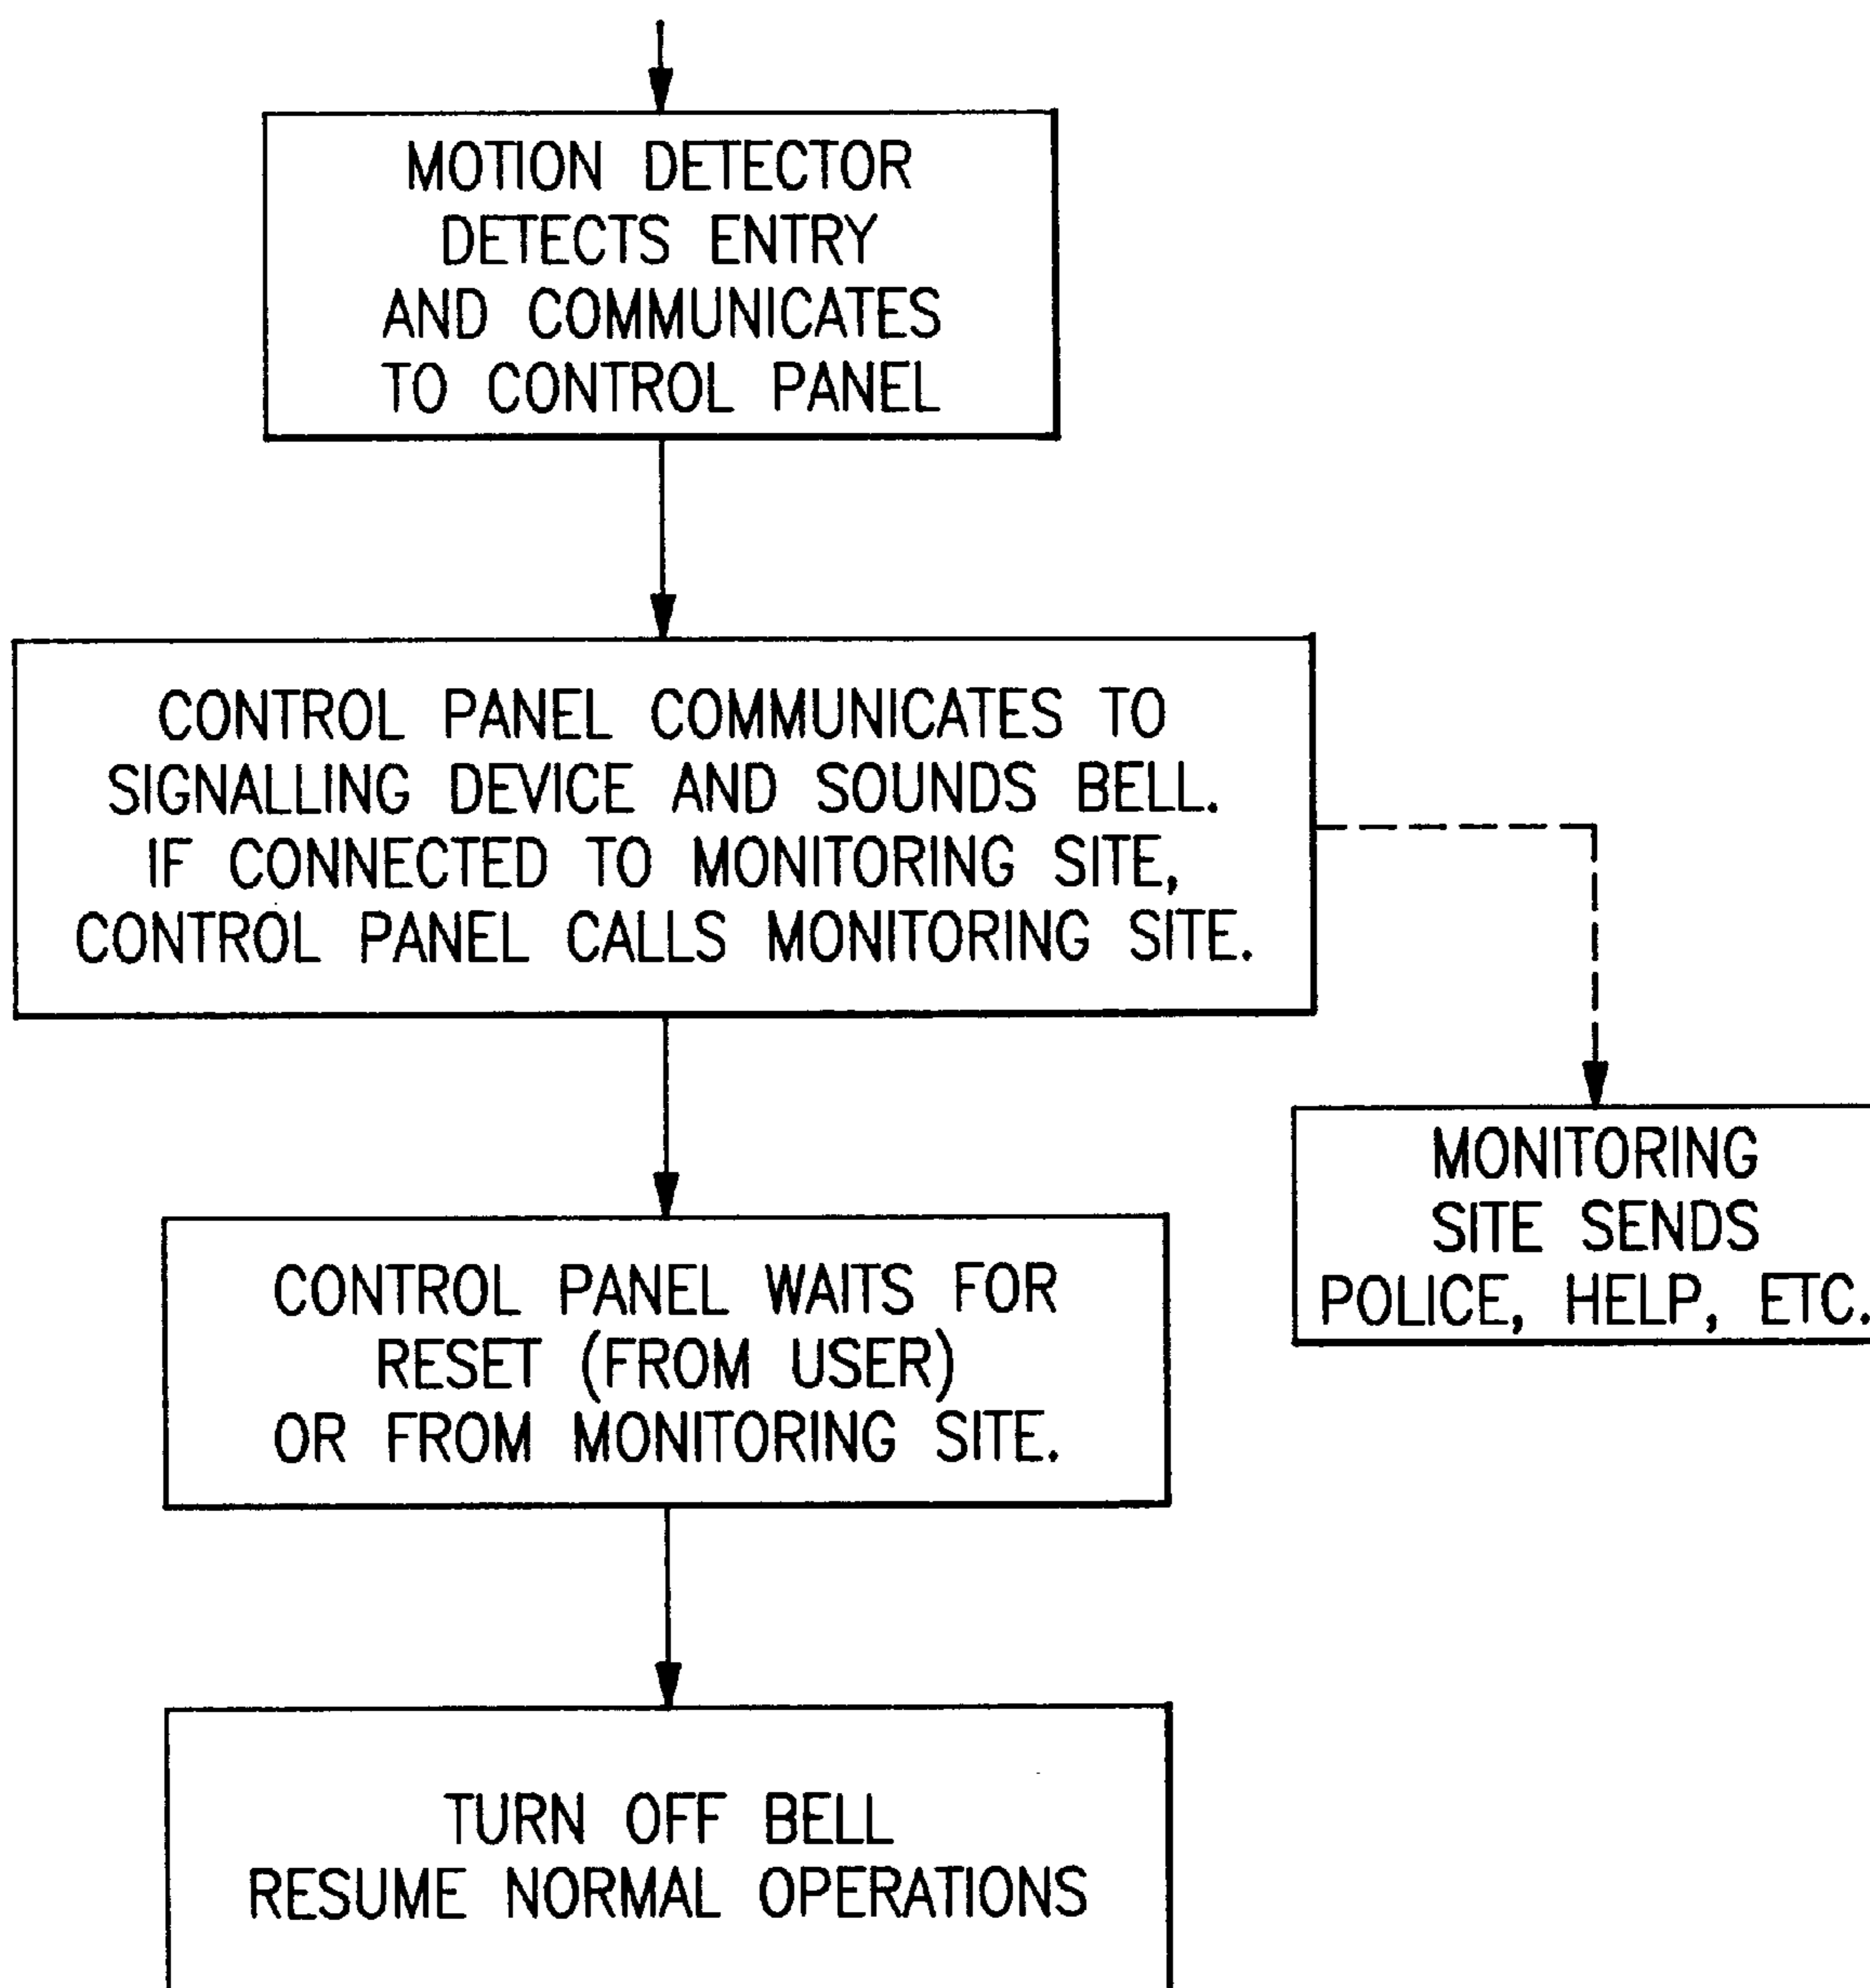 MOTION DETECTOR
DETECTS ENTRY
AND COMMUNICATES
TO CONTROL PANEL
CONTROL PANEL COMMUNICATES TO
SIGNALLING DEVICE AND SOUNDS BELL.
IF CONNECTED TO MONITORING SITE,
CONTROL PANEL CALLS MONITORING SITE.
MONITORING
SITE SENDS
POLICE, HELP, ETC.
CONTROL PANEL WAITS FOR
RESET (FROM USER)
OR FROM MONITORING SITE.
TURN OFF BELL
RESUME NORMAL OPERATIONS